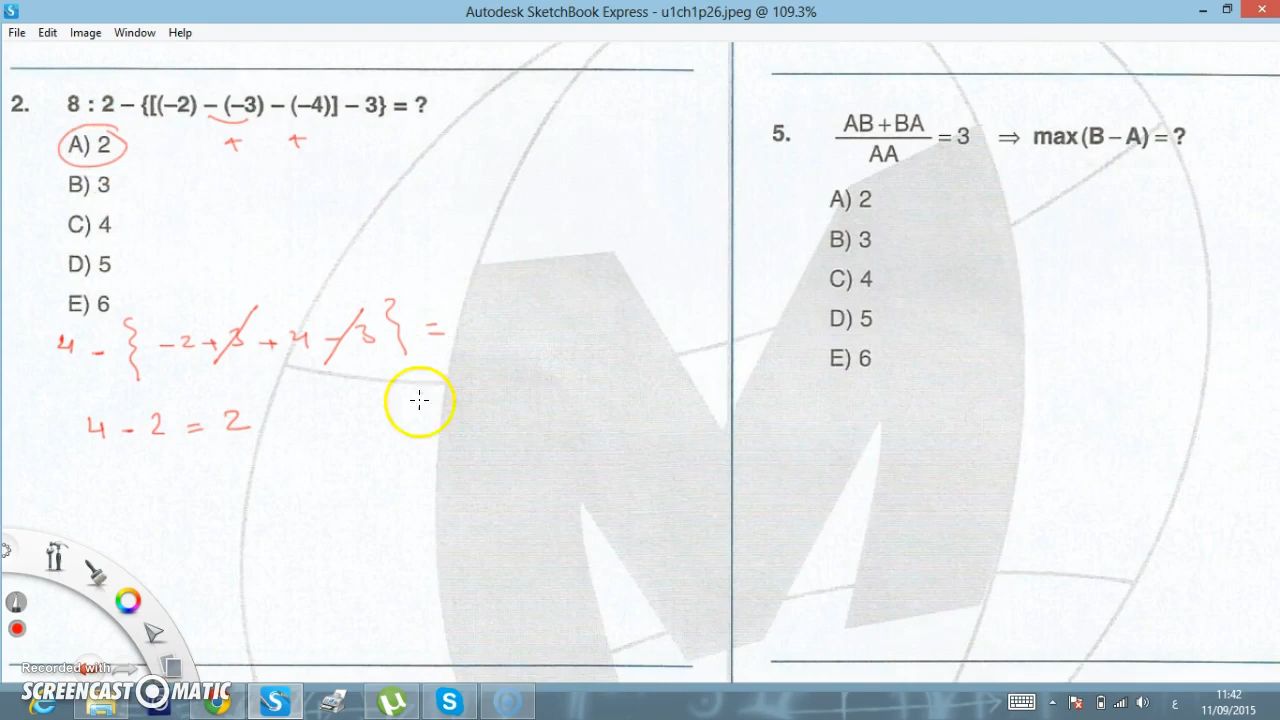 Autodesk SketchBook Express - u1ch1p26.jpeg @ 109.3%
File Edit Image Window Help
2. 8 : 2 – {[(–2) – (–3) – (–4)] – 3} = ?
+ +
A) 2
B) 3
C) 4
D) 5
E) 6
4 - { -2 + 3 + 4 - 3 } =
4 - 2 = 2
5. AB + BA / AA = 3 ⇒ max (B – A) = ?
A) 2
B) 3
C) 4
D) 5
E) 6
Recorded with
SCREENCAST O MATIC
ع
11:42
11/09/2015